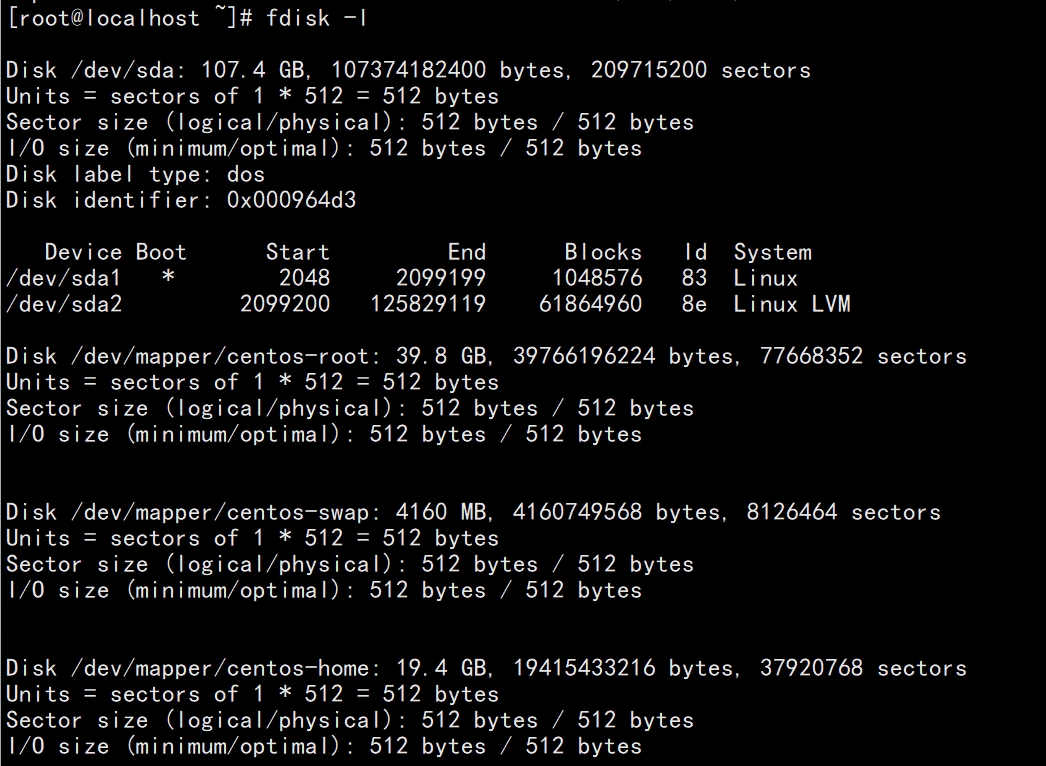 [root@localhost ~]# fdisk -l
Disk /dev/sda: 107.4 GB, 107374182400 bytes, 209715200 sectors
Units = sectors of 1 * 512 = 512 bytes
Sector size (logical/physical): 512 bytes / 512 bytes
I/O size (minimum/optimal): 512 bytes / 512 bytes
Disk label type: dos
Disk identifier: 0x000964d3
Device Boot Start End Blocks Id System
/dev/sda1 * 2048 2099199 1048576 83 Linux
/dev/sda2 2099200 125829119 61864960 8e Linux LVM
Disk /dev/mapper/centos-root: 39.8 GB, 39766196224 bytes, 77668352 sectors
Units = sectors of 1 * 512 = 512 bytes
Sector size (logical/physical): 512 bytes / 512 bytes
I/O size (minimum/optimal): 512 bytes / 512 bytes
Disk /dev/mapper/centos-swap: 4160 MB, 4160749568 bytes, 8126464 sectors
Units = sectors of 1 * 512 = 512 bytes
Sector size (logical/physical): 512 bytes / 512 bytes
I/O size (minimum/optimal): 512 bytes / 512 bytes
Disk /dev/mapper/centos-home: 19.4 GB, 19415433216 bytes, 37920768 sectors
Units = sectors of 1 * 512 = 512 bytes
Sector size (logical/physical): 512 bytes / 512 bytes
I/O size (minimum/optimal): 512 bytes / 512 bytes